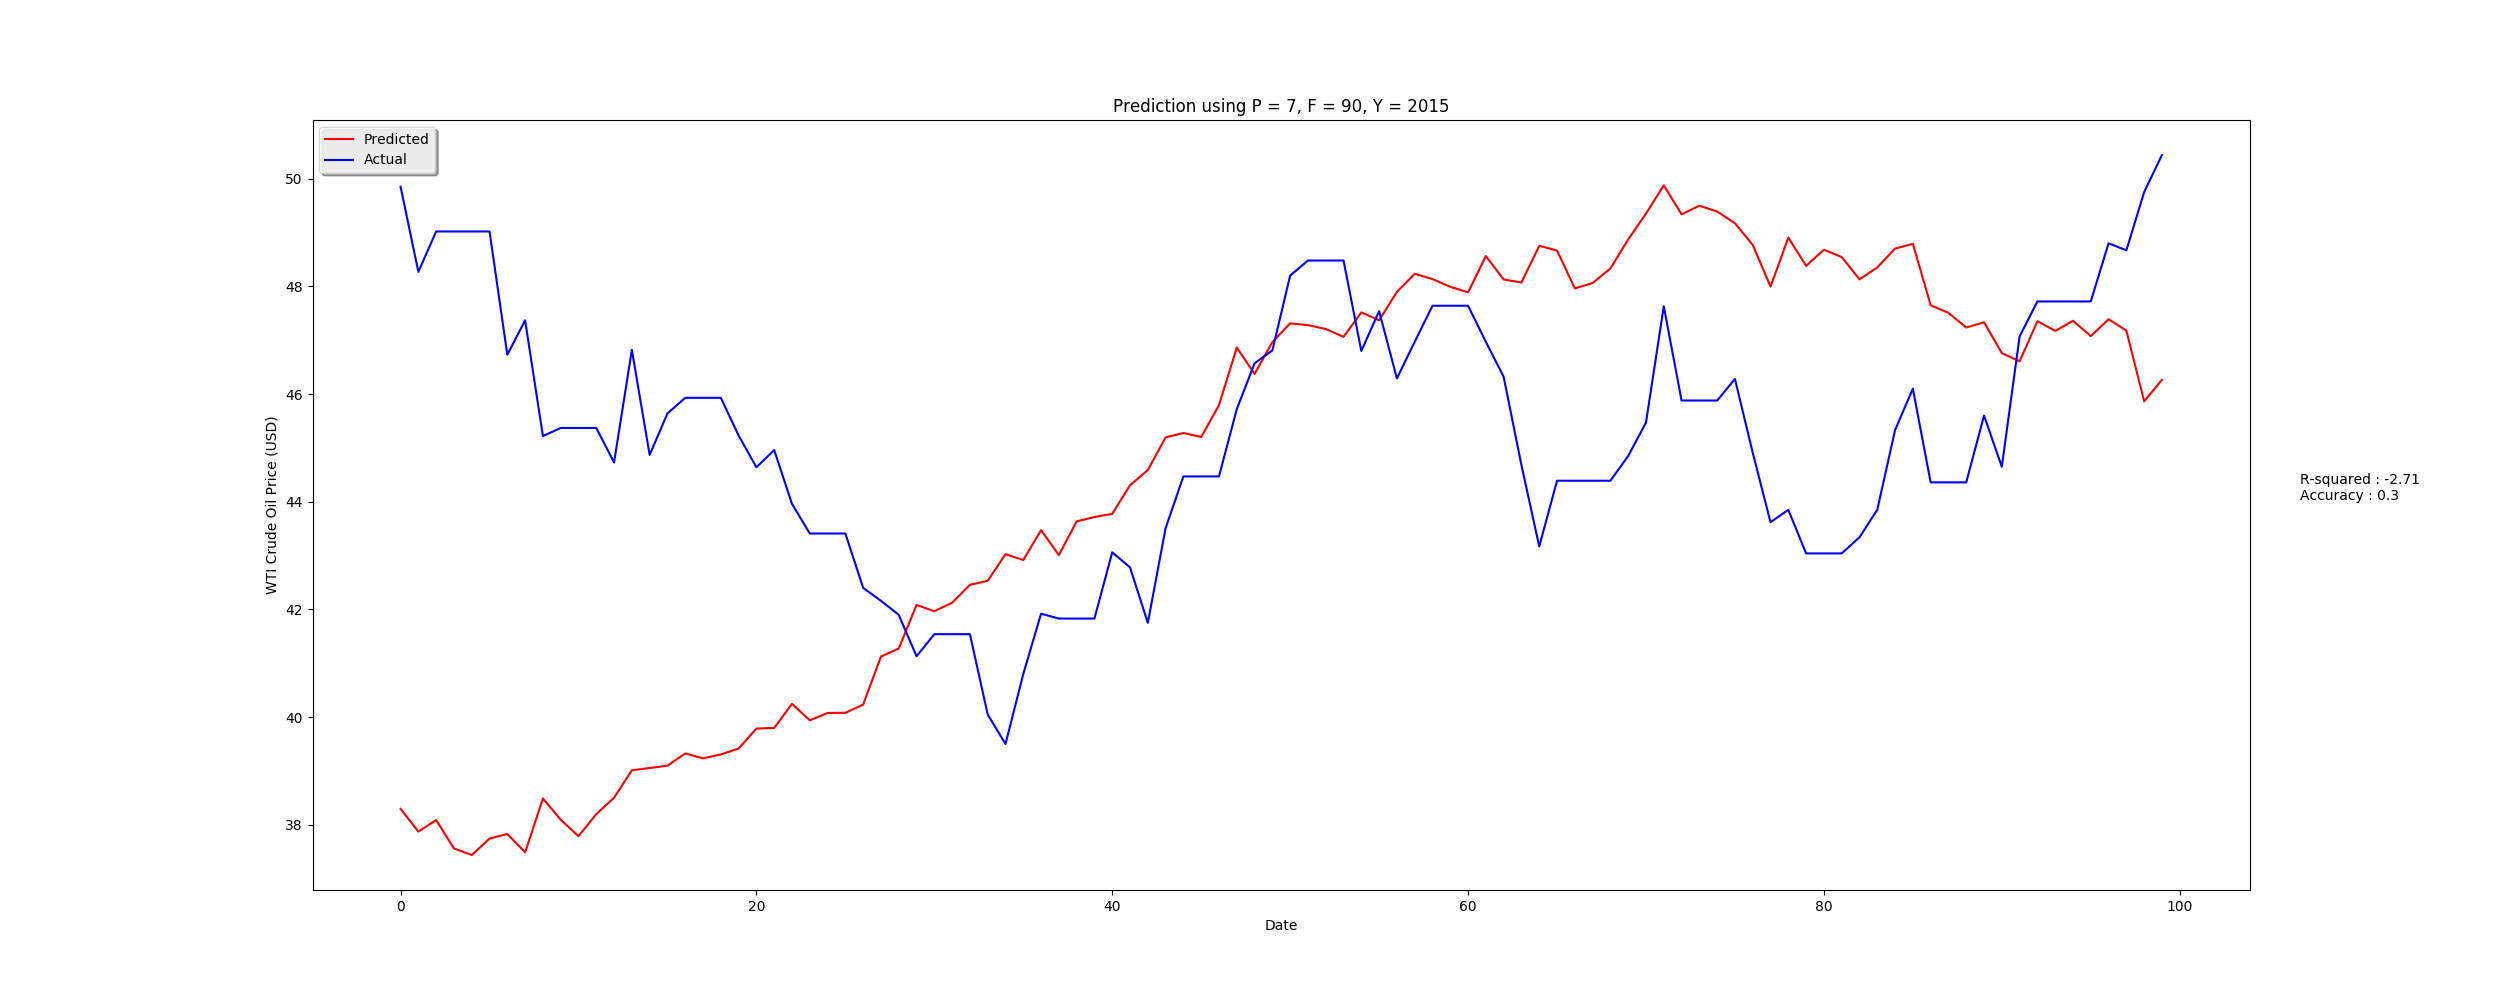 Prediction using P = 7, F = 90, Y = 2015
Predicted
Actual
50
48
46
44
42
40
38
WTI Crude Oil Price (USD)
0
20
40
60
80
100
Date
R-squared : -2.71
Accuracy : 0.3